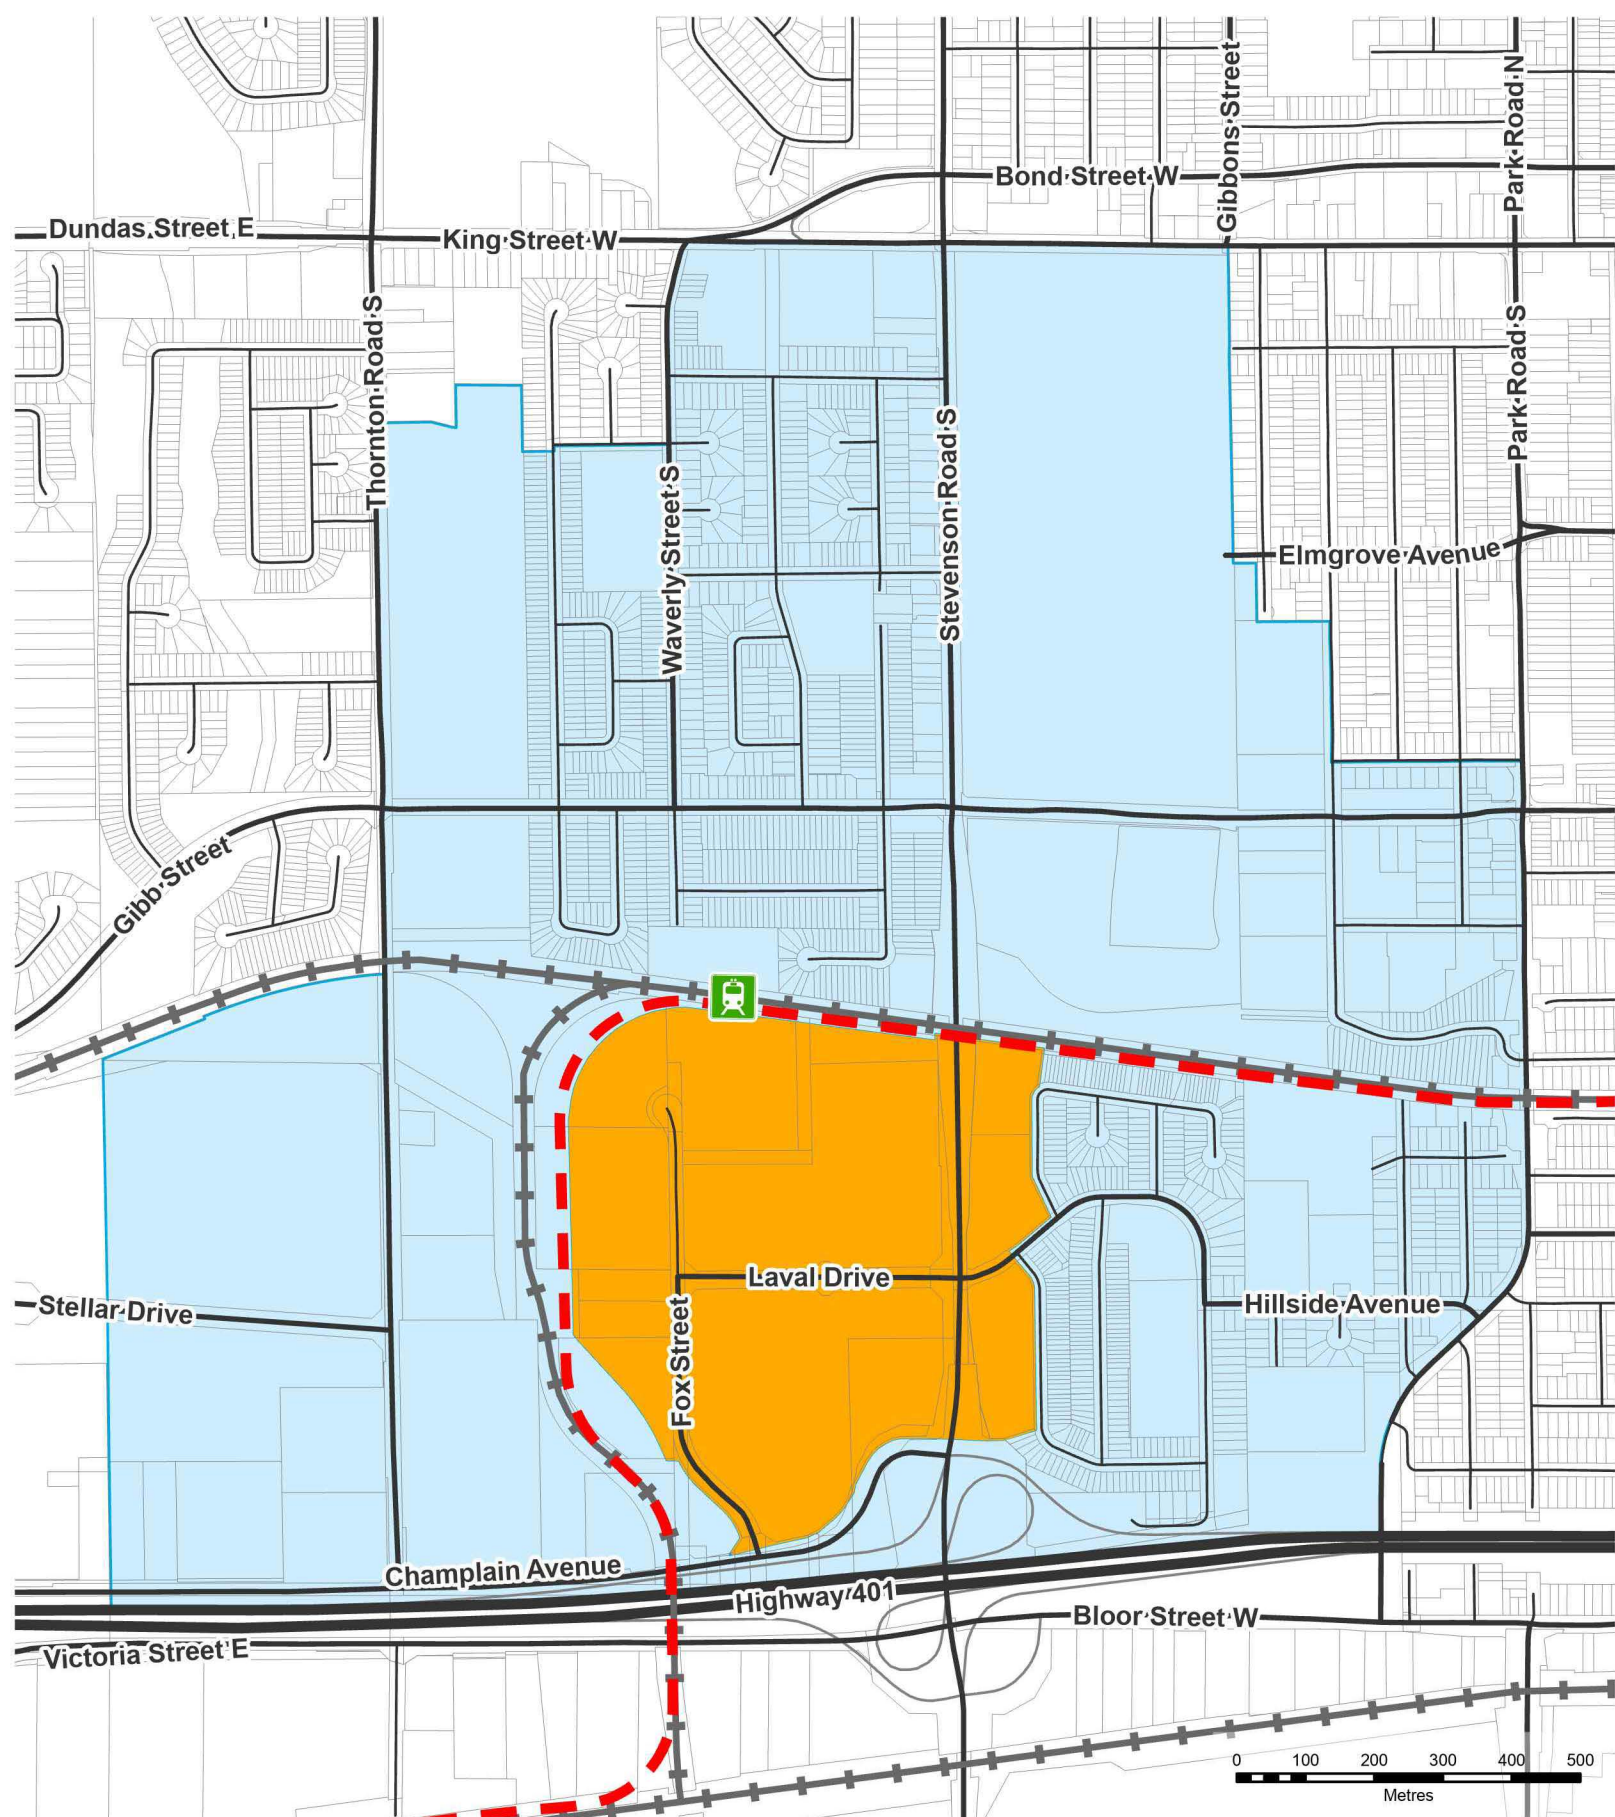 Gibbons Street
Park Road N
Bond Street W
Dundas Street E
King Street W
Thornton Road S
Park Road S
Stevenson Road S
Waverly Street S
Elmgrove Avenue
Gibb Street
Laval Drive
Stellar Drive
Fox Street
Hillside Avenue
Champlain Avenue
Highway 401
Bloor Street W
Victoria Street E
0 100 200 300 400 500
Metres